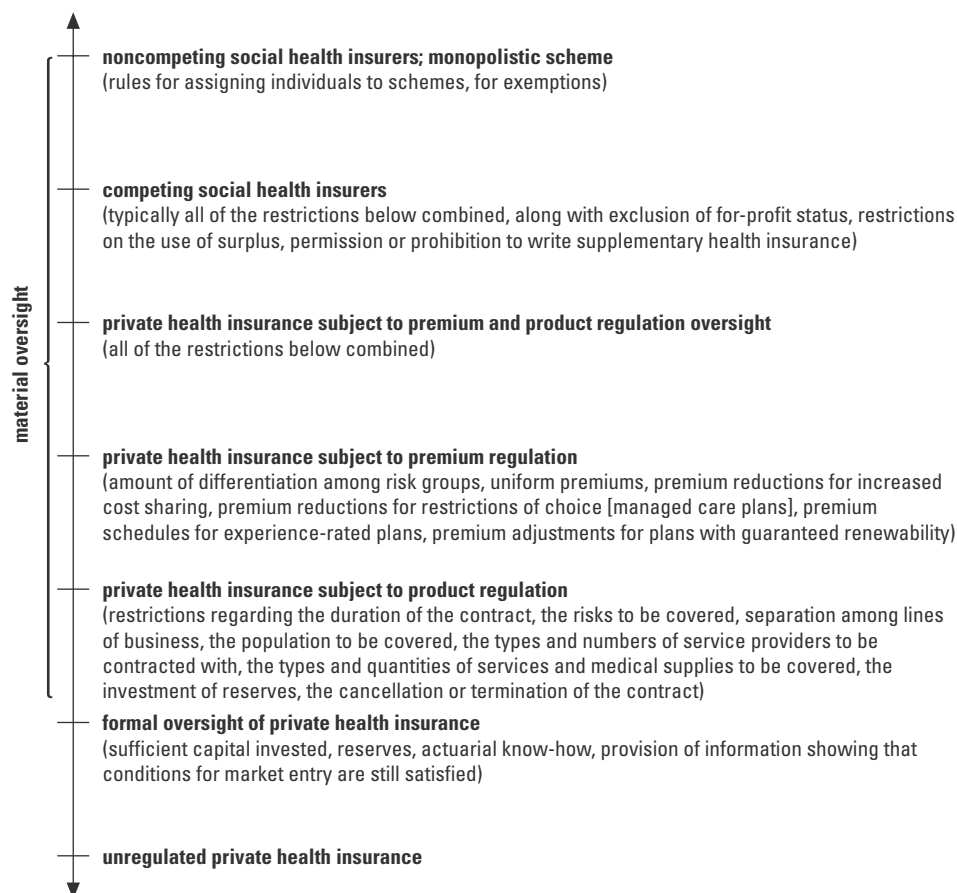 noncompeting social health insurers; monopolistic scheme
(rules for assigning individuals to schemes, for exemptions)
competing social health insurers
(typically all of the restrictions below combined, along with exclusion of for-profit status, restrictions
on the use of surplus, permission or prohibition to write supplementary health insurance)
material oversight
private health insurance subject to premium and product regulation oversight
(all of the restrictions below combined)
private health insurance subject to premium regulation
(amount of differentiation among risk groups, uniform premiums, premium reductions for increased
cost sharing, premium reductions for restrictions of choice [managed care plans], premium
schedules for experience-rated plans, premium adjustments for plans with guaranteed renewability)
private health insurance subject to product regulation
(restrictions regarding the duration of the contract, the risks to be covered, separation among lines
of business, the population to be covered, the types and numbers of service providers to be
contracted with, the types and quantities of services and medical supplies to be covered, the
investment of reserves, the cancellation or termination of the contract)
formal oversight of private health insurance
(sufficient capital invested, reserves, actuarial know-how, provision of information showing that
conditions for market entry are still satisfied)
unregulated private health insurance